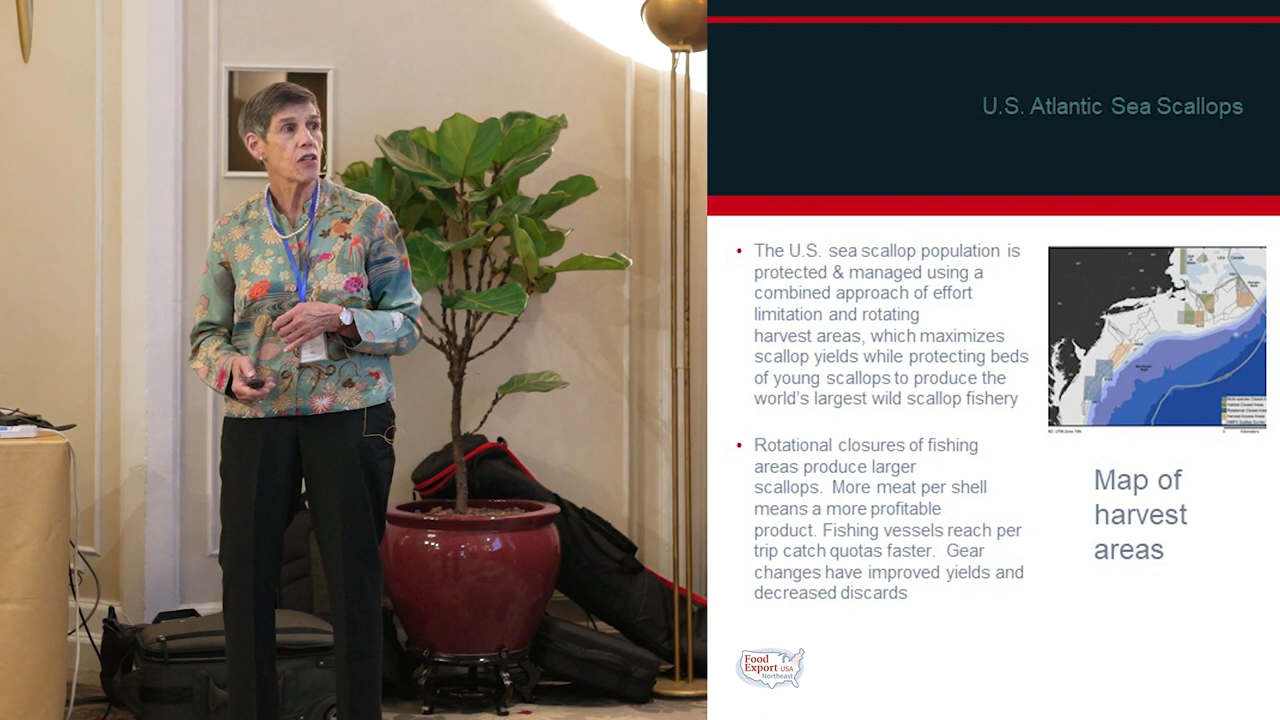 U.S. Atlantic Sea Scallops
• The U.S. sea scallop population is
protected & managed using a
combined approach of effort
limitation and rotating
harvest areas, which maximizes
scallop yields while protecting beds
of young scallops to produce the
world's largest wild scallop fishery
• Rotational closures of fishing
areas produce larger
scallops. More meat per shell
means a more profitable
product. Fishing vessels reach per
trip catch quotas faster. Gear
changes have improved yields and
decreased discards
Map of
harvest
areas
Food
Export USA
Northeast